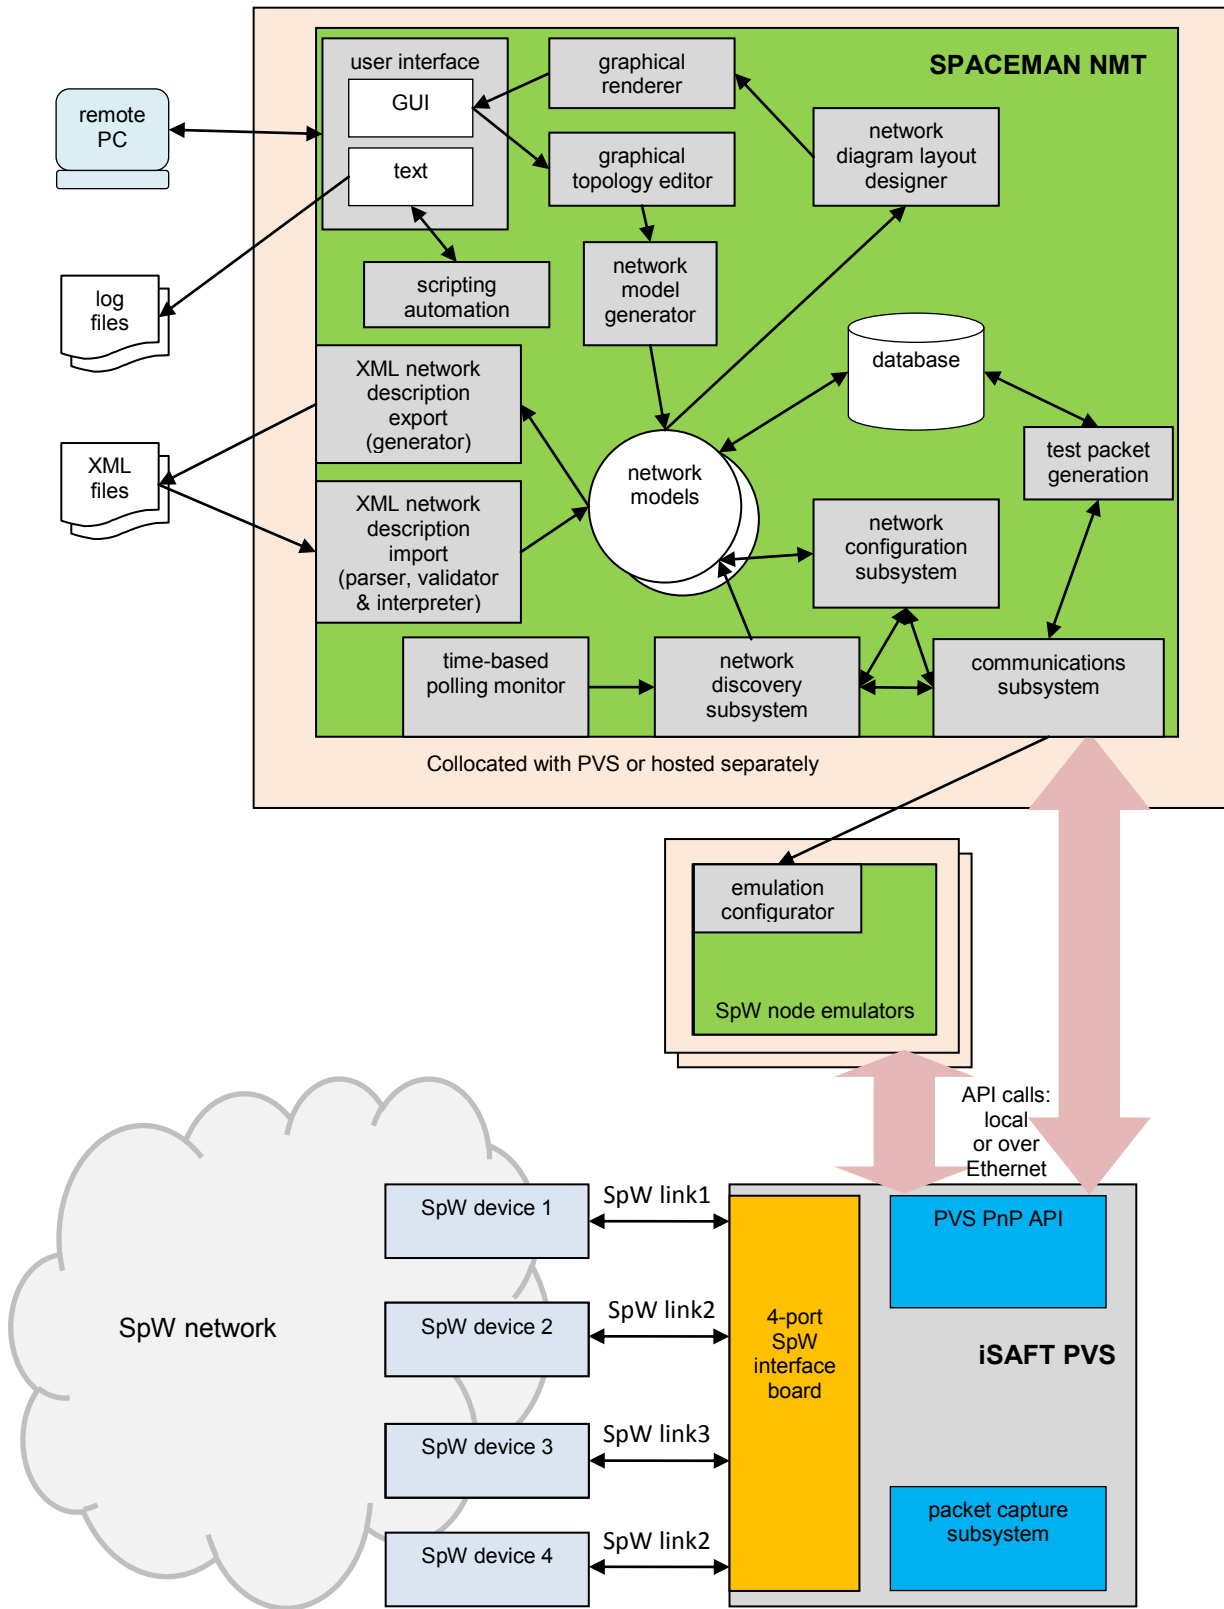 SPACEMAN NMT
user interface
GUI
text
graphical
renderer
graphical
topology editor
network
diagram layout
designer
remote
PC
scripting
automation
network
model
generator
log
files
database
XML network
description
export
(generator)
XML
files
XML network
description
import
(parser, validator
& interpreter)
network
models
test packet
generation
network
configuration
subsystem
time-based
polling monitor
network
discovery
subsystem
communications
subsystem
Collocated with PVS or hosted separately
emulation
configurator
SpW node emulators
API calls:
local
or over
Ethernet
SpW network
SpW device 1
SpW link1
SpW device 2
SpW link2
SpW device 3
SpW link3
SpW device 4
SpW link2
4-port
SpW
interface
board
PVS PnP API
iSAFT PVS
packet capture
subsystem